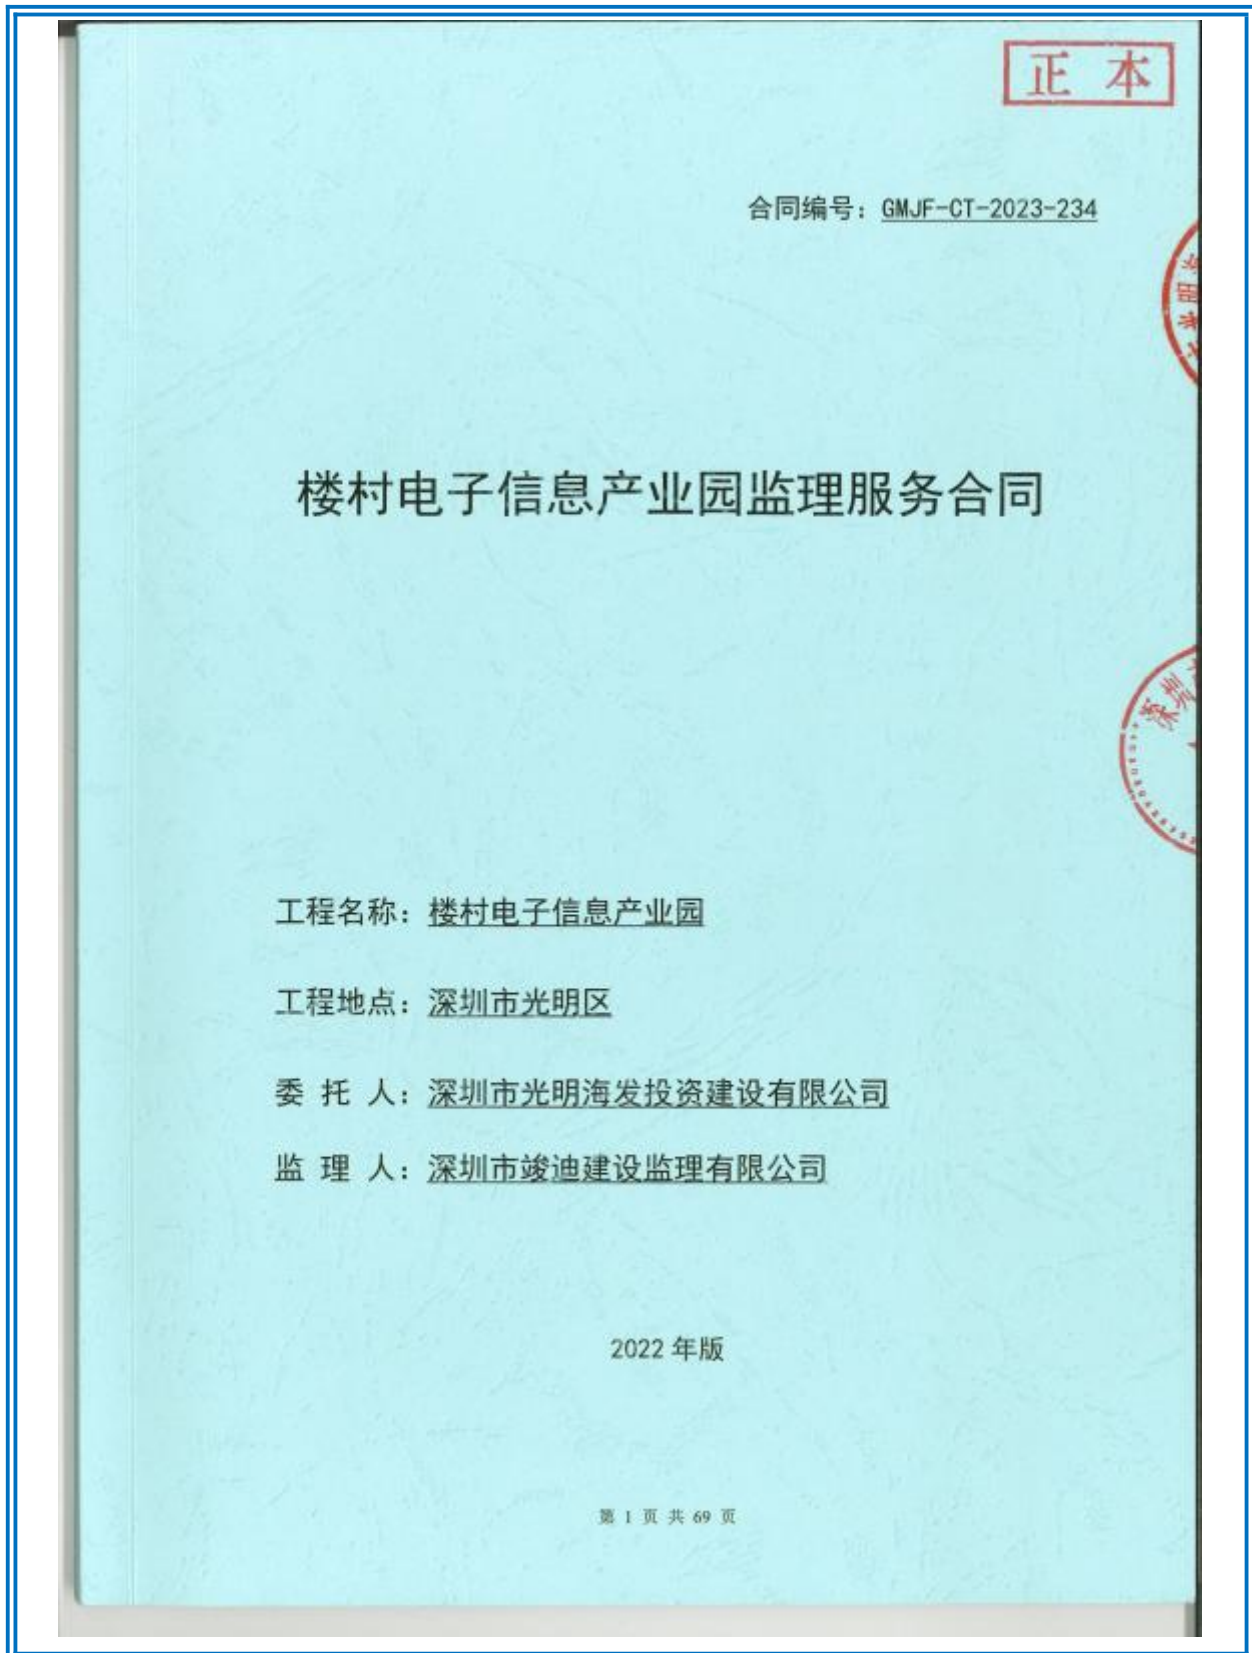 正 本
合同编号：GMJF-CT-2023-234
楼村电子信息产业园监理服务合同
深圳
工程名称：楼村电子信息产业园
工程地点：深圳市光明区
委 托 人：深圳市光明海发投资建设有限公司
监 理 人：深圳市竣迪建设监理有限公司
2022 年版
第 1 页 共 69 页